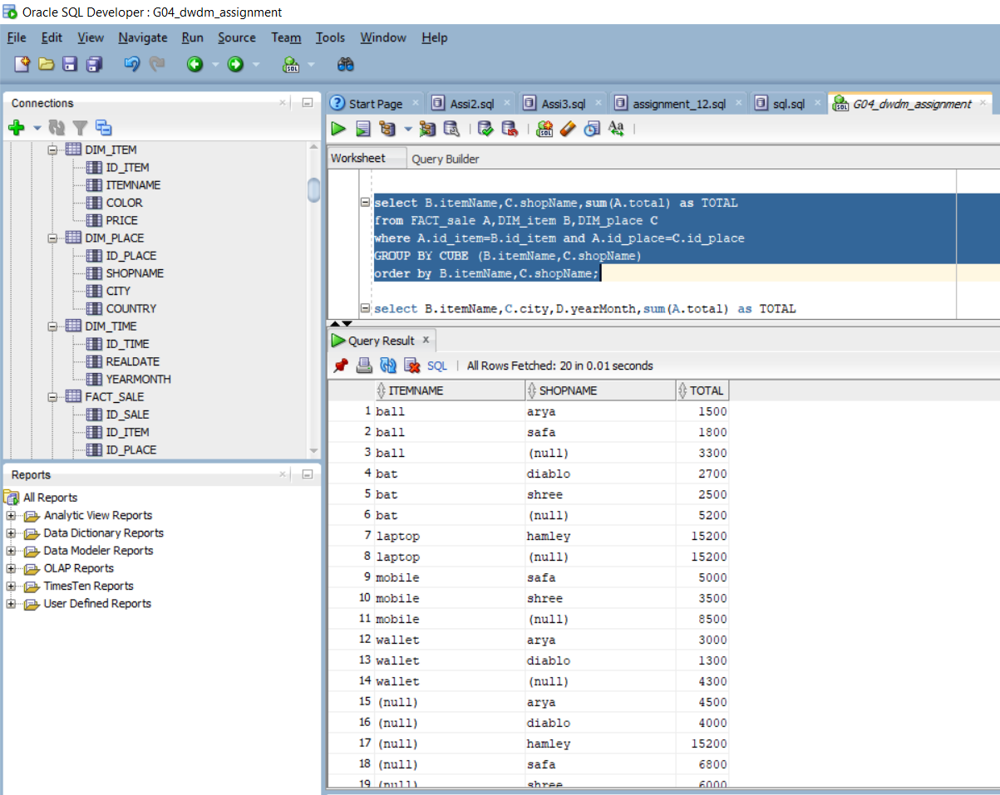 Oracle SQL Developer : G04_dwdm_assignment
File Edit View Navigate Run Source Team Tools Window Help
Connections
DIM_ITEM
ID_ITEM
ITEMNAME
COLOR
PRICE
DIM_PLACE
ID_PLACE
SHOPNAME
CITY
COUNTRY
DIM_TIME
ID_TIME
REALDATE
YEARMONTH
FACT_SALE
ID_SALE
ID_ITEM
ID_PLACE
Reports
All Reports
Analytic View Reports
Data Dictionary Reports
Data Modeler Reports
OLAP Reports
TimesTen Reports
User Defined Reports
Start Page Assi2.sql Assi3.sql assignment_12.sql sql.sql G04_dwdm_assignment
Worksheet Query Builder
select B.itemName,C.shopName,sum(A.total) as TOTAL
from FACT_sale A,DIM_item B,DIM_place C
where A.id_item=B.id_item and A.id_place=C.id_place
GROUP BY CUBE (B.itemName,C.shopName)
order by B.itemName,C.shopName;
select B.itemName,C.city,D.yearMonth,sum(A.total) as TOTAL
Query Result
SQL | All Rows Fetched: 20 in 0.01 seconds
ITEMNAME SHOPNAME TOTAL
1 ball arya 1500
2 ball safa 1800
3 ball (null) 3300
4 bat diablo 2700
5 bat shree 2500
6 bat (null) 5200
7 laptop hamley 15200
8 laptop (null) 15200
9 mobile safa 5000
10 mobile shree 3500
11 mobile (null) 8500
12 wallet arya 3000
13 wallet diablo 1300
14 wallet (null) 4300
15 (null) arya 4500
16 (null) diablo 4000
17 (null) hamley 15200
18 (null) safa 6800
19 (null) shree 6000